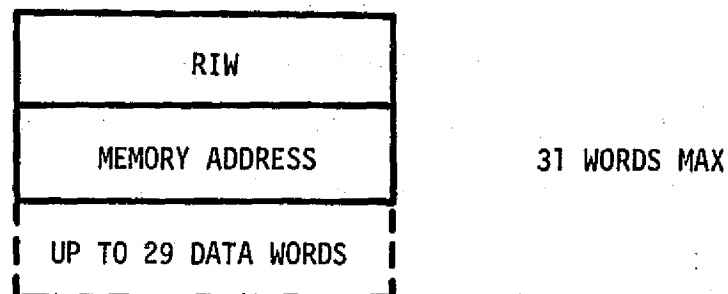 RIW
MEMORY ADDRESS
31 WORDS MAX
UP TO 29 DATA WORDS